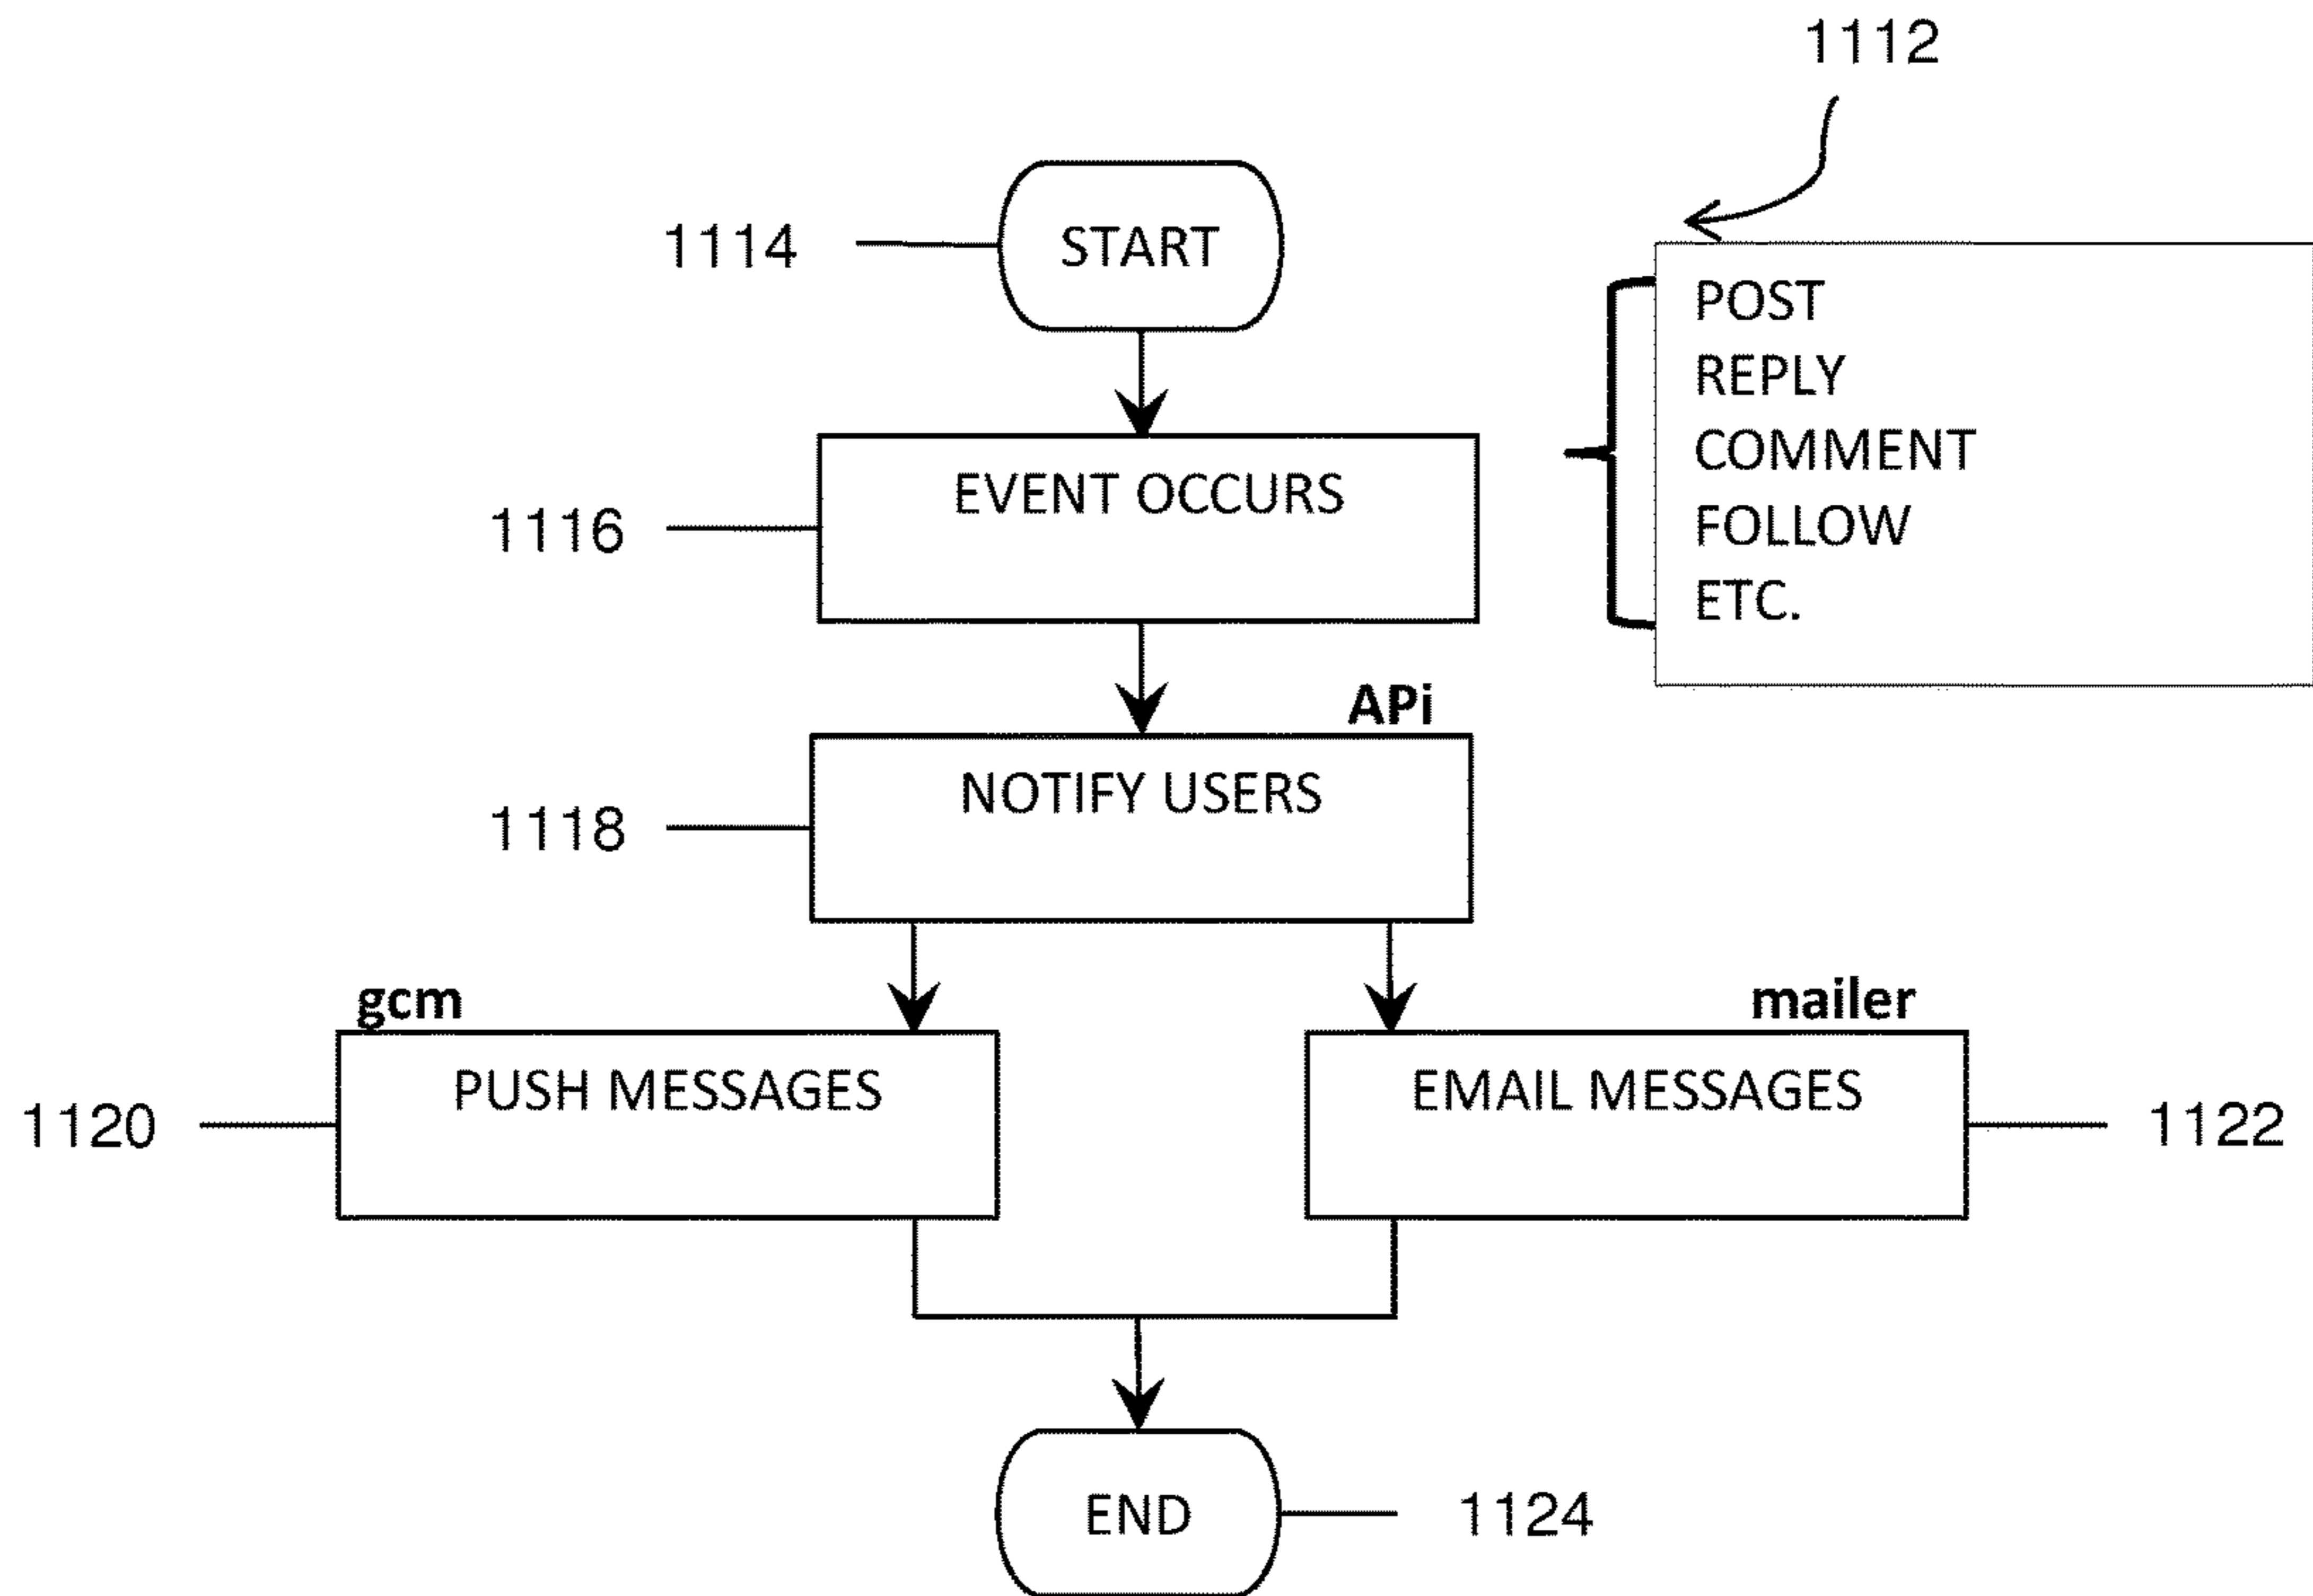 1112
1114
START
POST
REPLY
COMMENT
FOLLOW
ETC.
EVENT OCCURS
1116
APi
NOTIFY USERS
1118
gcm
mailer
PUSH MESSAGES
EMAIL MESSAGES
1120
1122
END
1124